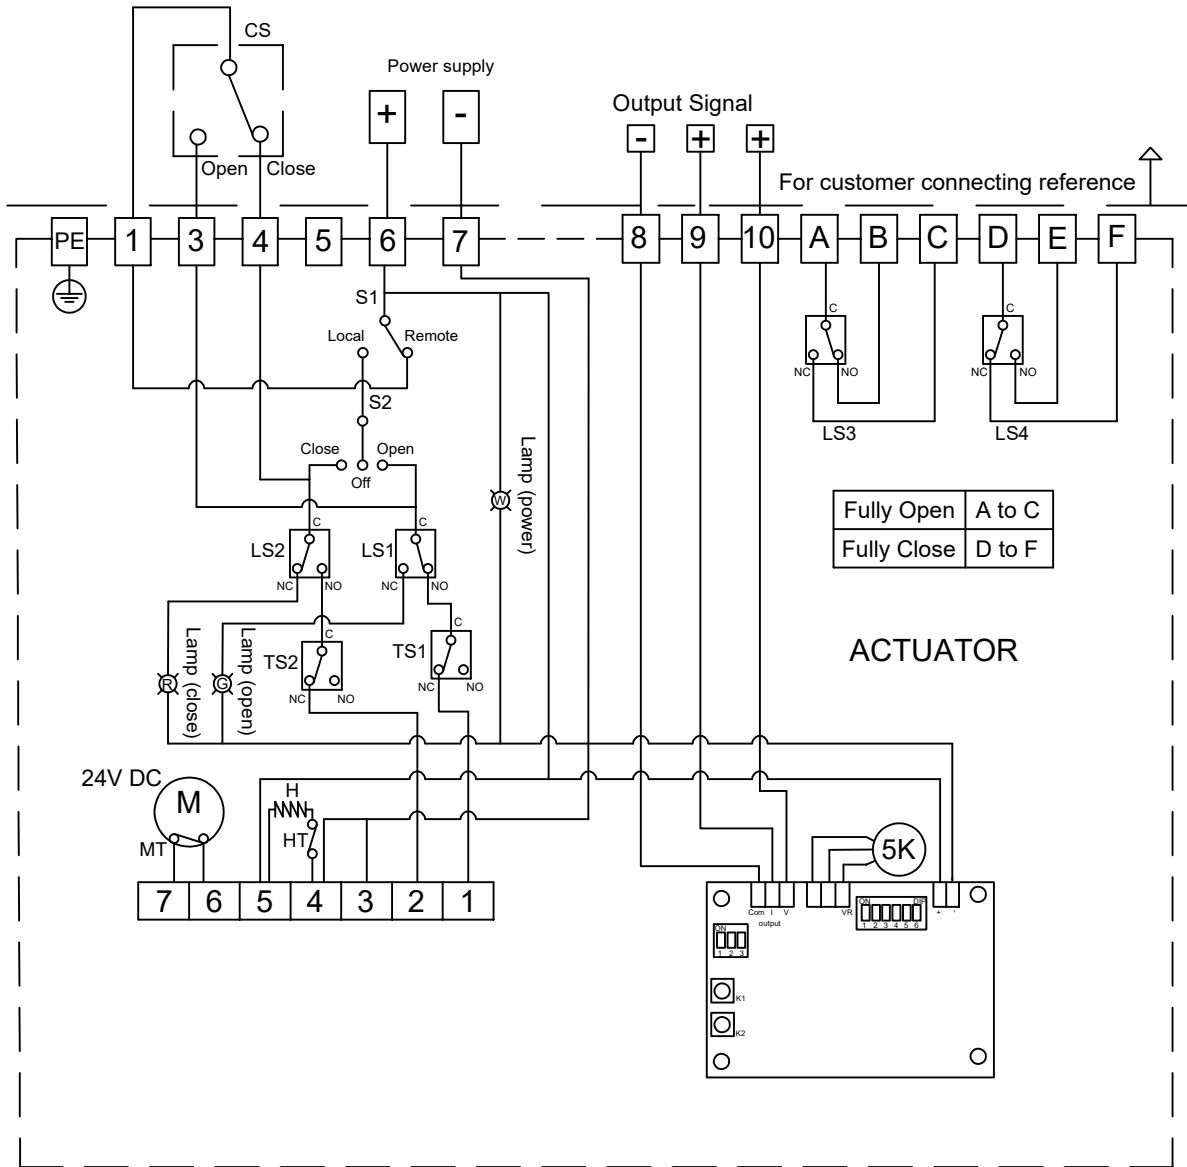 CS
Power supply
+ -
Open Close
Output Signal
- + +
For customer connecting reference
PE 1 3 4 5 6 7 8 9 10 A B C D E F
S1
Local Remote
S2
Close Open
Off
C
NC NO
LS3
C
NC NO
LS4
Lamp (power)
W
Fully Open A to C
Fully Close D to F
LS2
C
NC NO
LS1
C
NC NO
TS2
C
NC NO
TS1
C
NC NO
R
Lamp (close)
G
Lamp (open)
ACTUATOR
24V DC
M
MT
H
HT
7 6 5 4 3 2 1
5K
Com I V
output
VR
ON DIP
1 2 3 4 5 6
+ -
ON
1 2 3
K1
K2